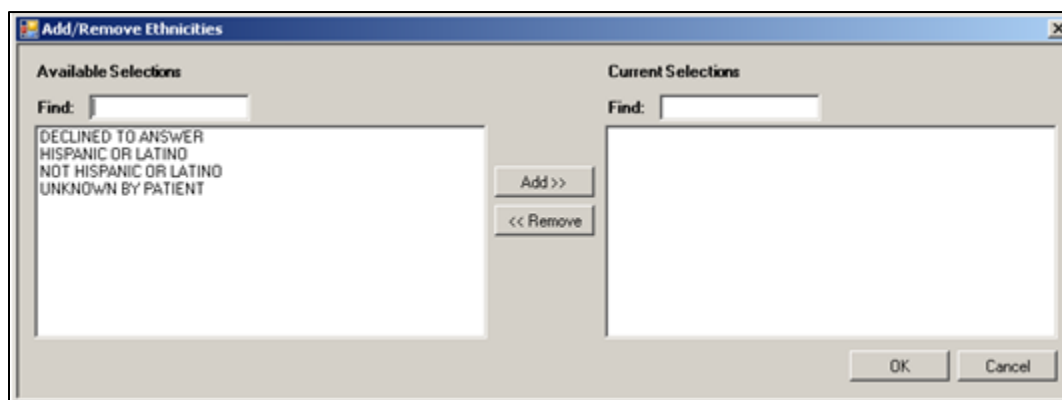 Add/Remove Ethnicities
Available Selections
Find:
DECLINED TO ANSWER
HISPANIC OR LATINO
NOT HISPANIC OR LATINO
UNKNOWN BY PATIENT
Add >>
<< Remove
Current Selections
Find:
OK
Cancel